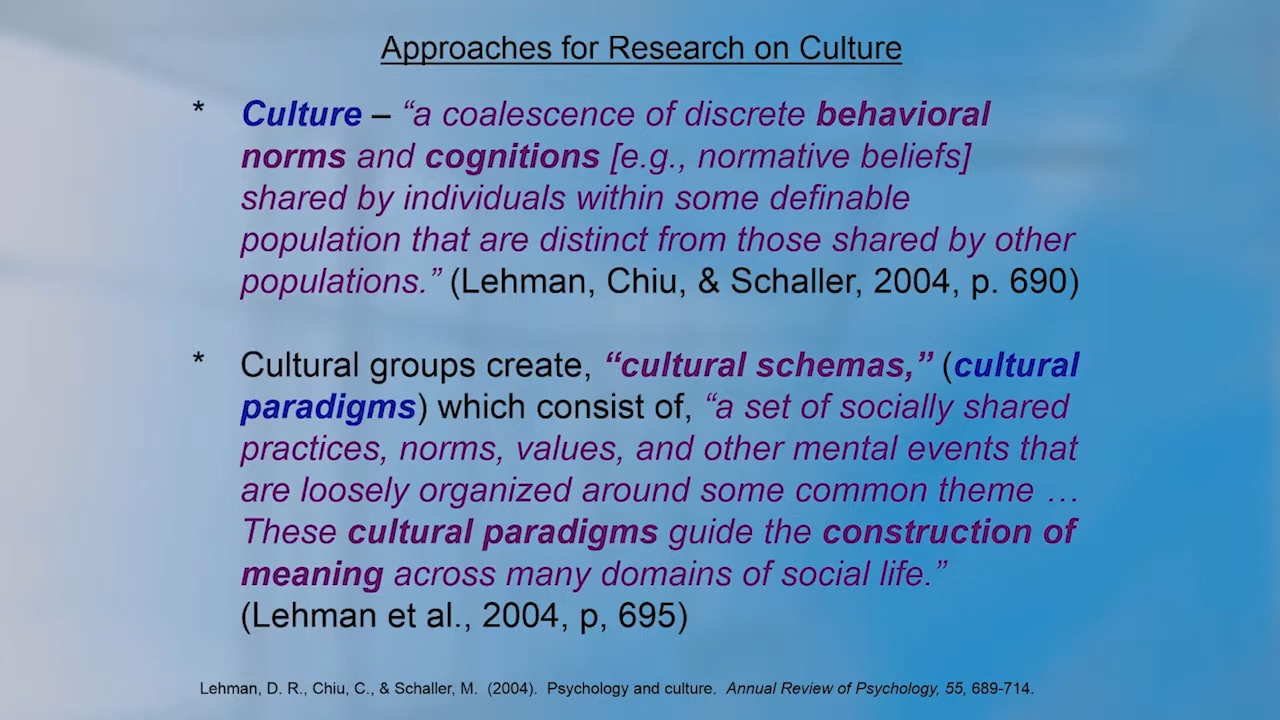 Approaches for Research on Culture
* Culture – “a coalescence of discrete behavioral
norms and cognitions [e.g., normative beliefs]
shared by individuals within some definable
population that are distinct from those shared by other
populations.” (Lehman, Chiu, & Schaller, 2004, p. 690)
* Cultural groups create, “cultural schemas,” (cultural
paradigms) which consist of, “a set of socially shared
practices, norms, values, and other mental events that
are loosely organized around some common theme …
These cultural paradigms guide the construction of
meaning across many domains of social life.”
(Lehman et al., 2004, p, 695)
Lehman, D. R., Chiu, C., & Schaller, M. (2004). Psychology and culture. Annual Review of Psychology, 55, 689-714.